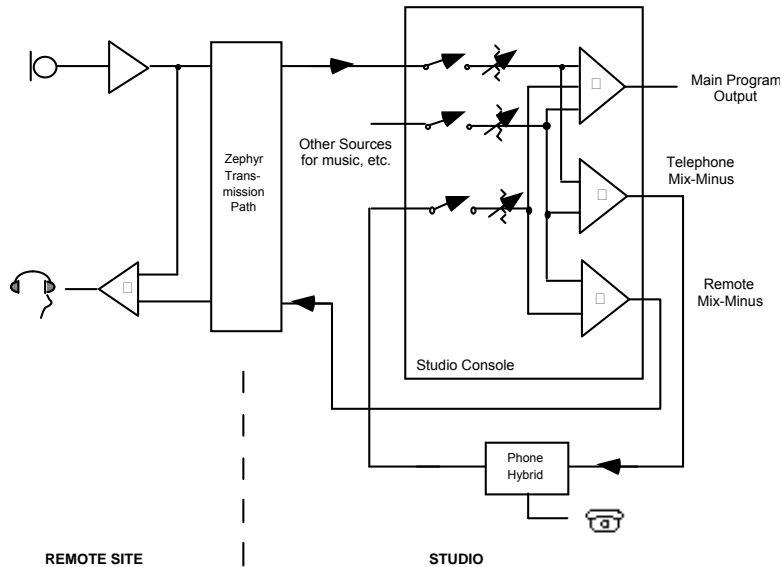 Main Program
Output
Other Sources
for music, etc.
Zephyr
Trans-
mission
Path
Telephone
Mix-Minus
Remote
Mix-Minus
Studio Console
Phone
Hybrid
REMOTE SITE
STUDIO